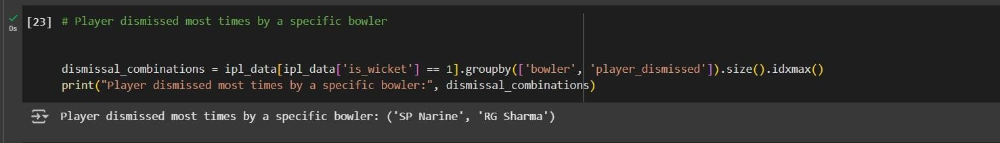 [23] # Player dismissed most times by a specific bowler
0s
dismissal_combinations = ipl_data[ipl_data['is_wicket'] == 1].groupby(['bowler', 'player_dismissed']).size().idxmax()
print("Player dismissed most times by a specific bowler:", dismissal_combinations)
Player dismissed most times by a specific bowler: ('SP Narine', 'RG Sharma')